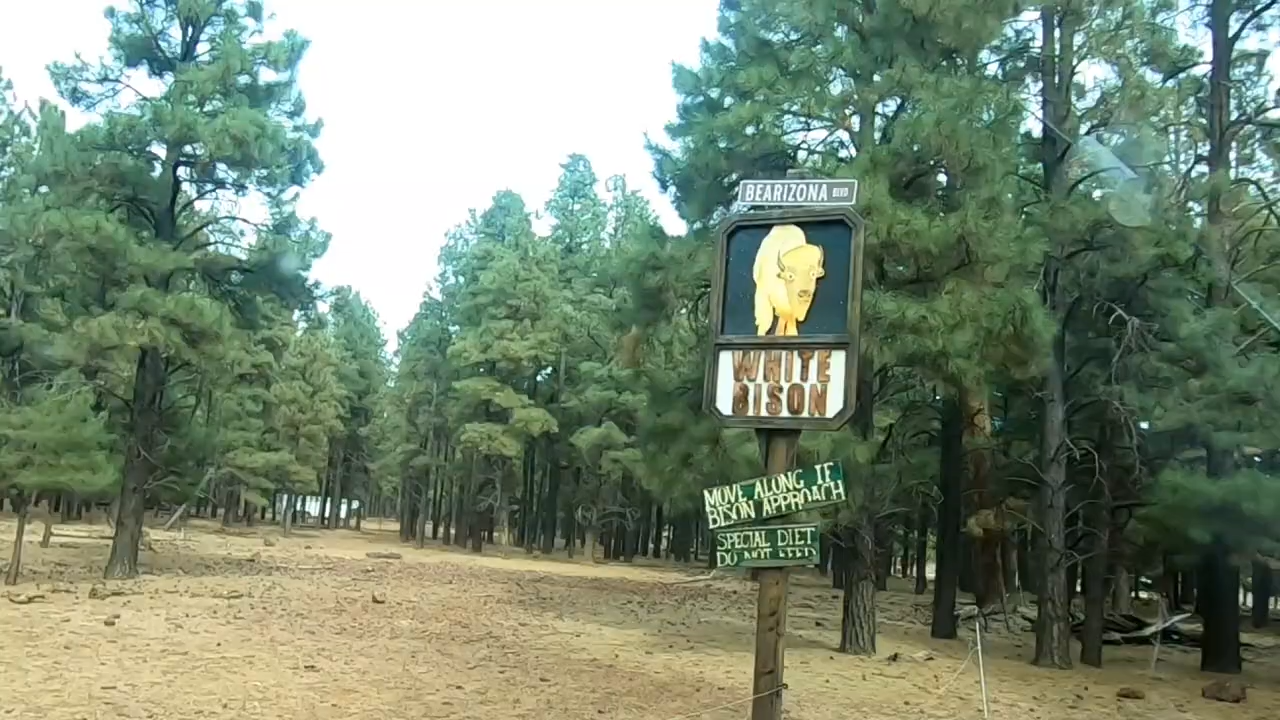 BEARIZONA BLVD
WHITE
BISON
MOVE ALONG IF
BISON APPROACH
SPECIAL DIET
DO NOT FEED